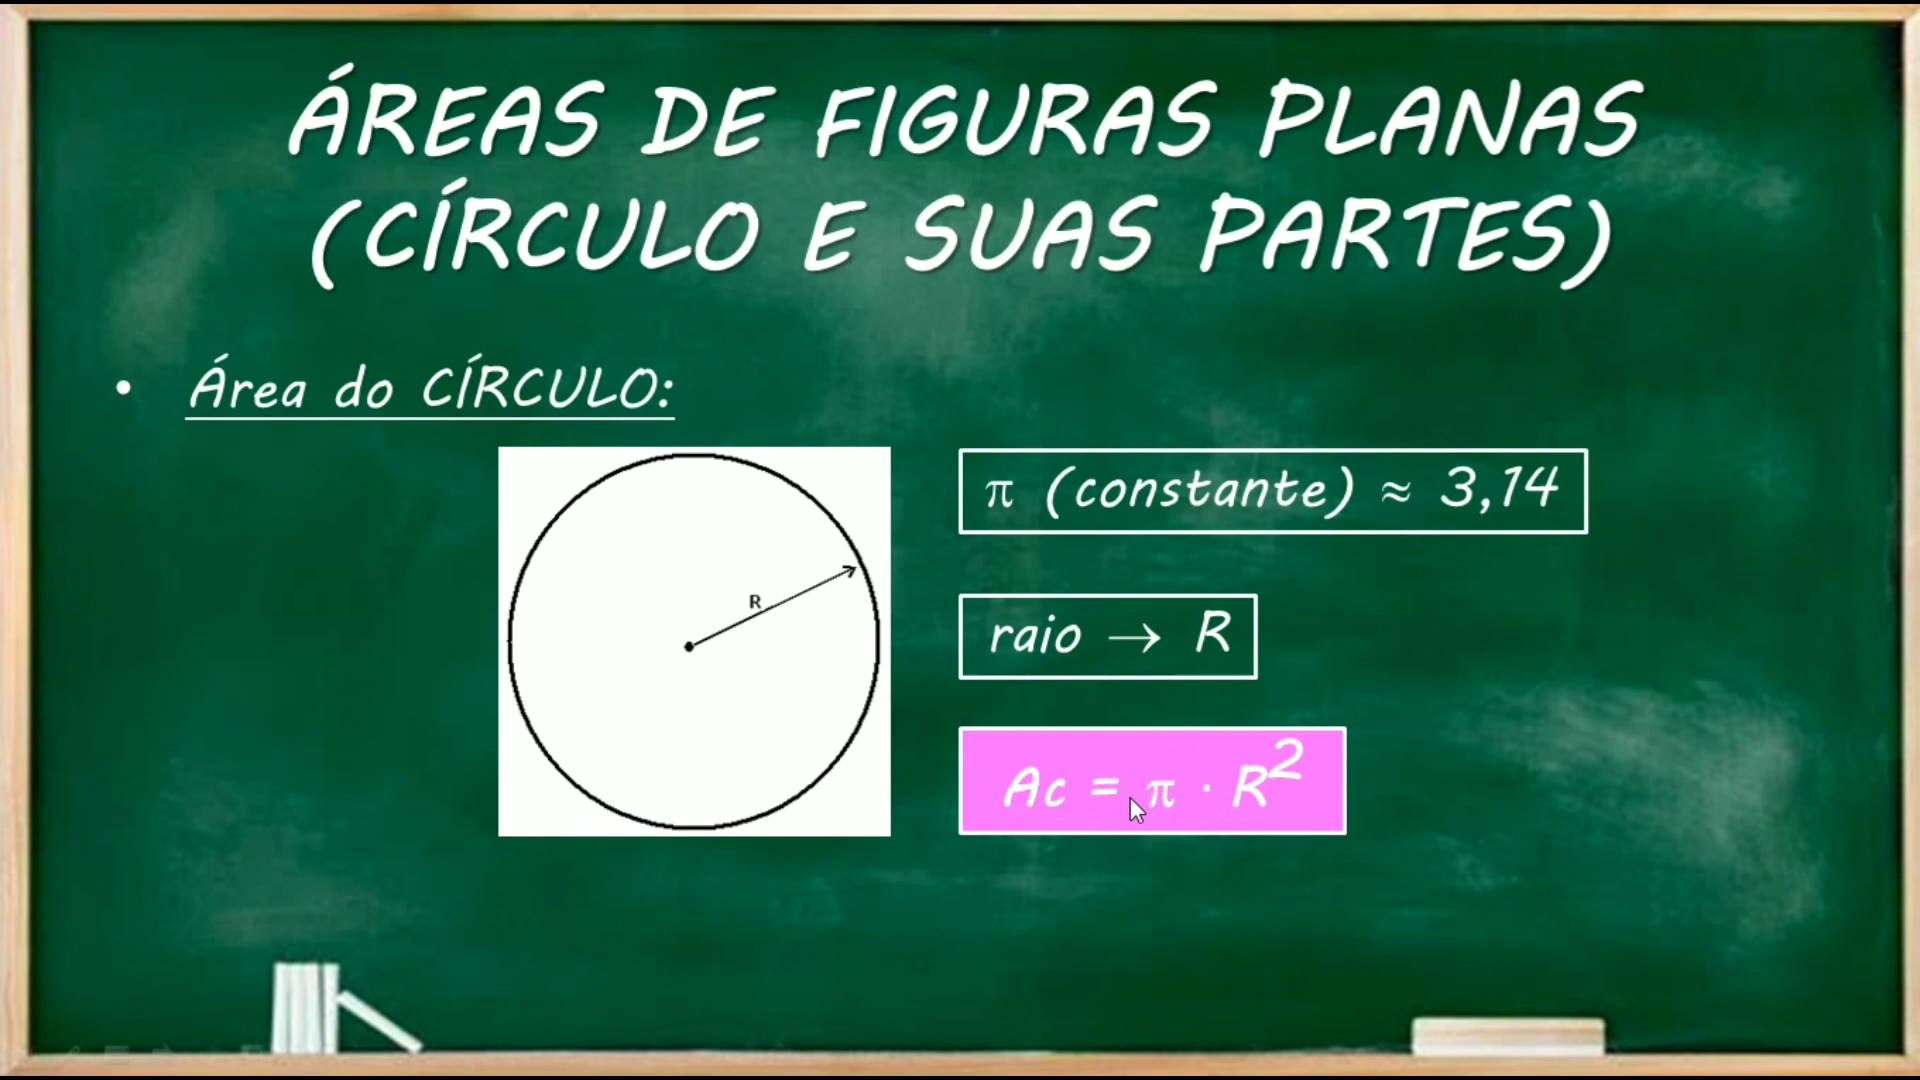 ÁREAS DE FIGURAS PLANAS
(CÍRCULO E SUAS PARTES)
• Área do CÍRCULO:
π (constante) ≈ 3,14
R
raio → R
Ac = π · R²